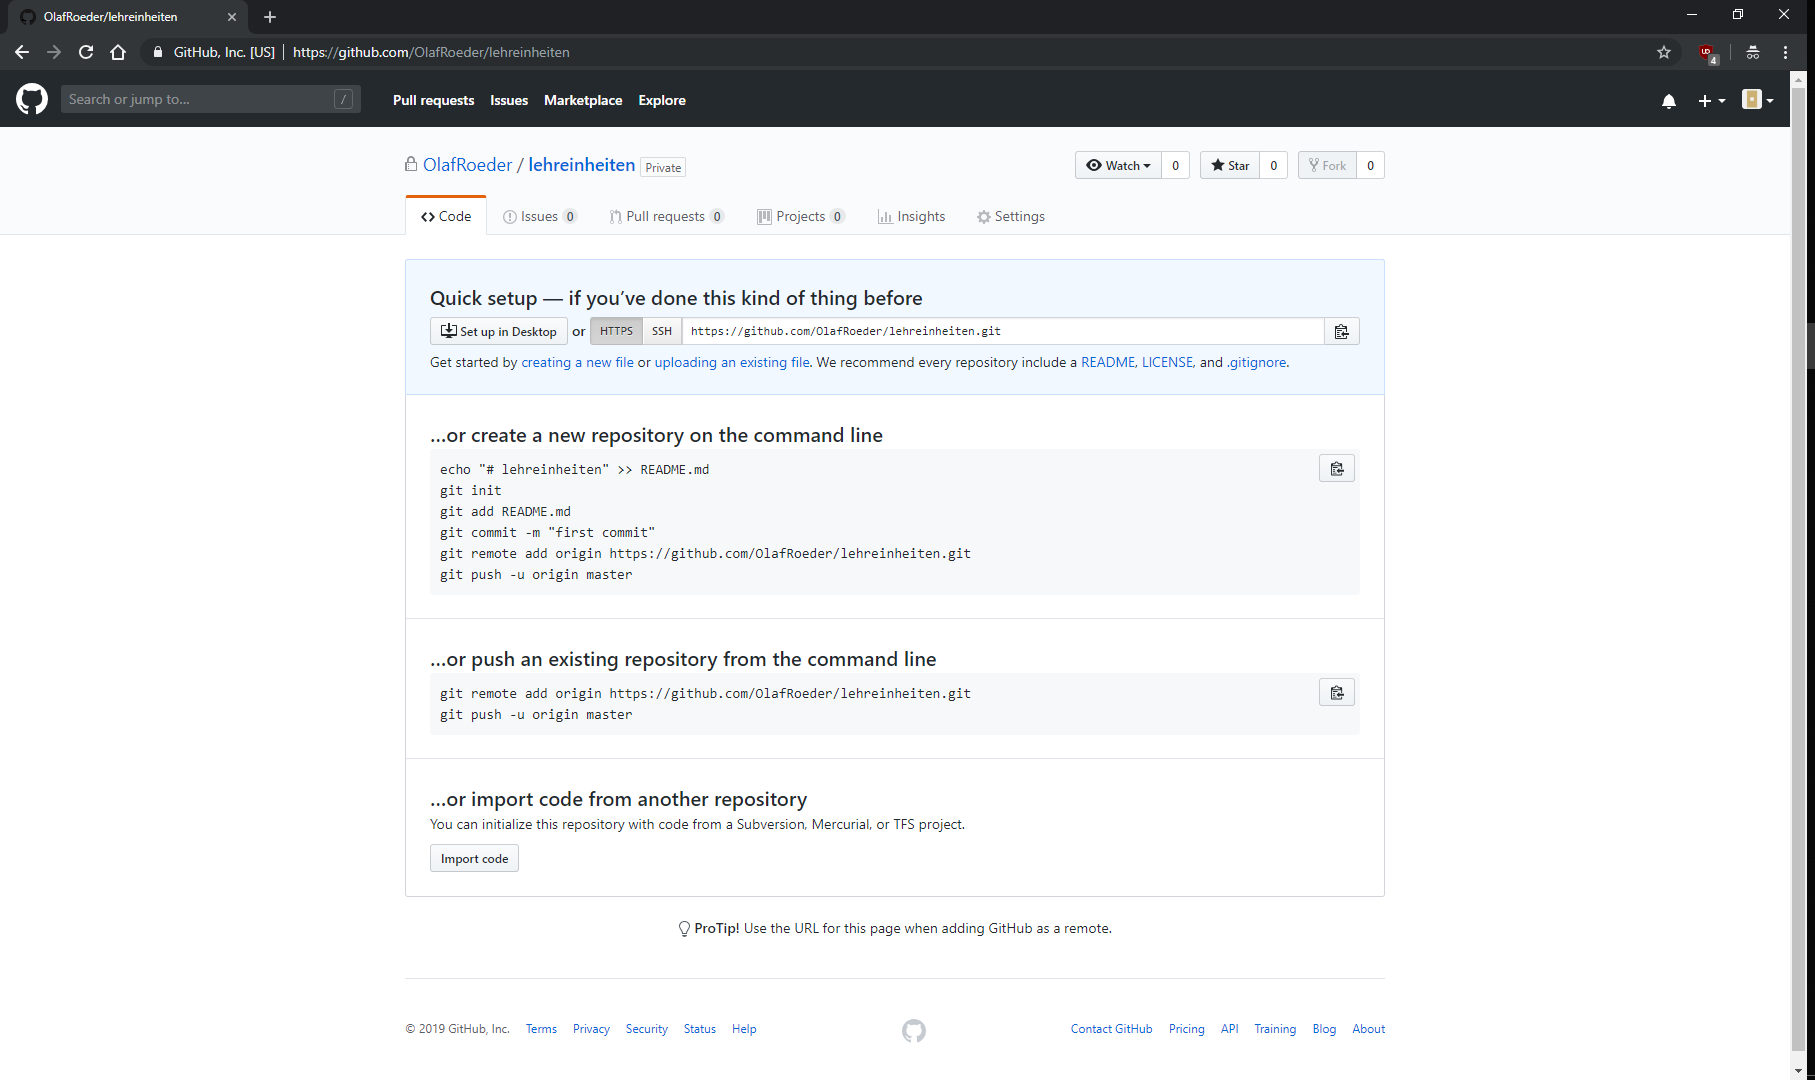 OlafRoeder/lehreinheiten
GitHub, Inc. [US] | https://github.com/OlafRoeder/lehreinheiten
4
Search or jump to... /
Pull requests Issues Marketplace Explore
OlafRoeder / lehreinheiten Private
Watch 0 Star 0 Fork 0
Code Issues 0 Pull requests 0 Projects 0 Insights Settings
Quick setup — if you’ve done this kind of thing before
Set up in Desktop or HTTPS SSH https://github.com/OlafRoeder/lehreinheiten.git
Get started by creating a new file or uploading an existing file. We recommend every repository include a README, LICENSE, and .gitignore.
…or create a new repository on the command line
echo "# lehreinheiten" >> README.md
git init
git add README.md
git commit -m "first commit"
git remote add origin https://github.com/OlafRoeder/lehreinheiten.git
git push -u origin master
…or push an existing repository from the command line
git remote add origin https://github.com/OlafRoeder/lehreinheiten.git
git push -u origin master
…or import code from another repository
You can initialize this repository with code from a Subversion, Mercurial, or TFS project.
Import code
ProTip! Use the URL for this page when adding GitHub as a remote.
© 2019 GitHub, Inc. Terms Privacy Security Status Help Contact GitHub Pricing API Training Blog About